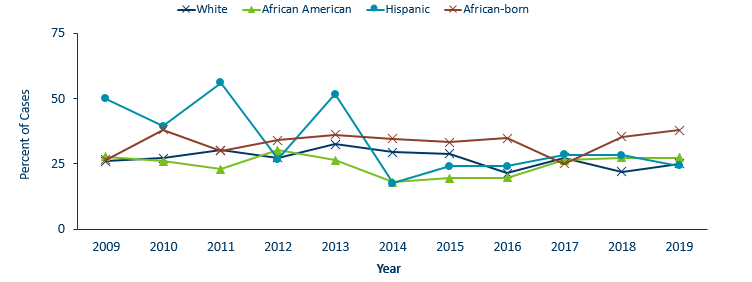 White African American Hispanic African-born
75
50
25
0
Percent of Cases
2009 2010 2011 2012 2013 2014 2015 2016 2017 2018 2019
Year